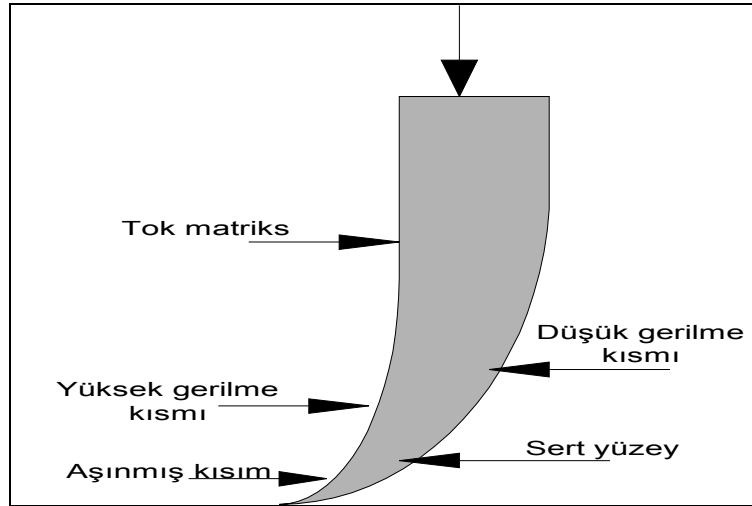 Tok matriks
Düşük gerilme
kısmı
Yüksek gerilme
kısmı
Sert yüzey
Aşınmış kısım